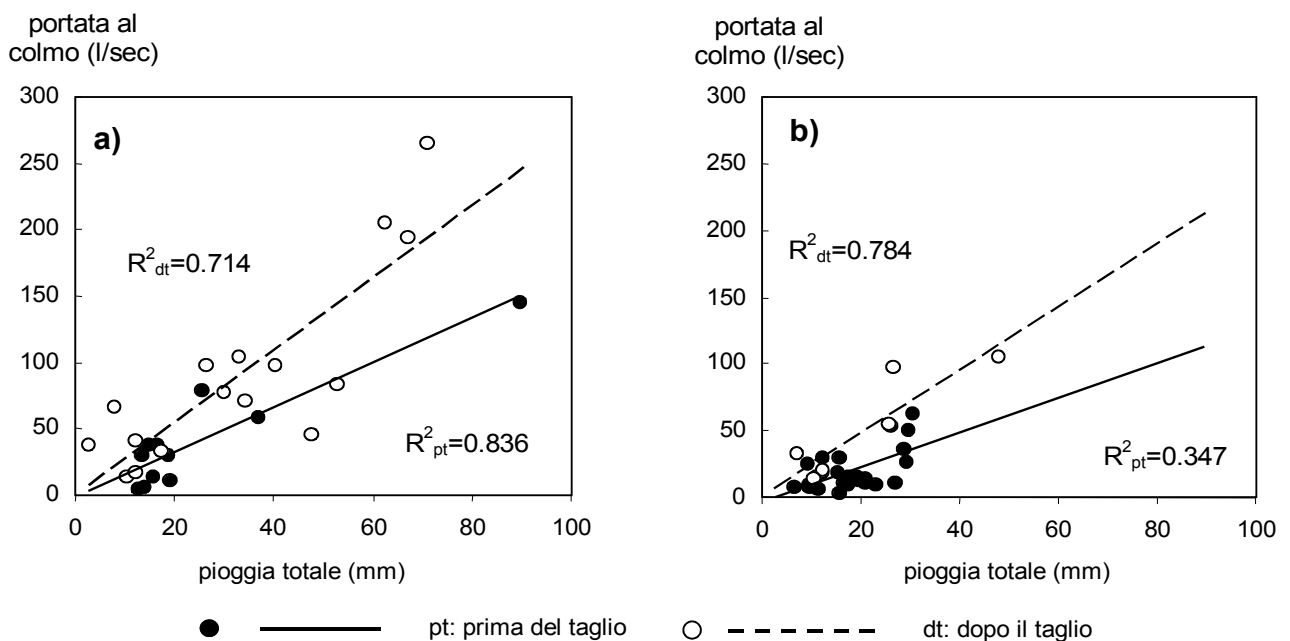 portata al
colmo (l/sec)
300
250
200
150
100
50
0
a)
R²dt=0.714
R²pt=0.836
0 20 40 60 80 100
pioggia totale (mm)
portata al
colmo (l/sec)
300
250
200
150
100
50
0
b)
R²dt=0.784
R²pt=0.347
0 20 40 60 80 100
pioggia totale (mm)
pt: prima del taglio
dt: dopo il taglio